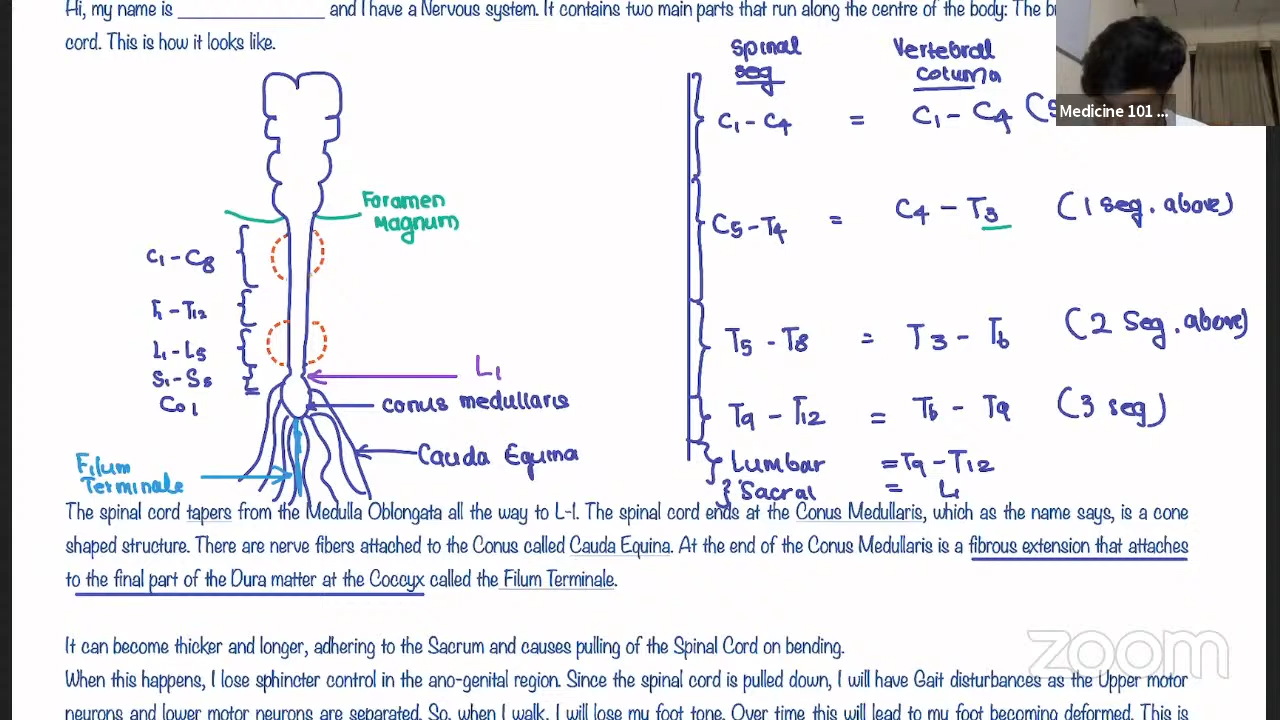 Hi, my name is ________________ and I have a Nervous system. It contains two main parts that run along the centre of the body: The
cord. This is how it looks like.
Medicine 101 ...
Spinal seg
Vertebral column
C1 - C4 = C1 - C4
Foramen Magnum
C5 - T4 = C4 - T3 (1 seg. above)
C1 - C8
T1 - T12
T5 - T8 = T3 - T6 (2 seg. above)
L1 - L5
S1 - S5
L1
Co1
conus medullaris
T9 - T12 = T6 - T9 (3 seg)
Cauda Equina
Lumbar = T9 - T12
Filum Terminale
Sacral = L1
The spinal cord tapers from the Medulla Oblongata all the way to L-1. The spinal cord ends at the Conus Medullaris, which as the name says, is a cone
shaped structure. There are nerve fibers attached to the Conus called Cauda Equina. At the end of the Conus Medullaris is a fibrous extension that attaches
to the final part of the Dura matter at the Coccyx called the Filum Terminale.
It can become thicker and longer, adhering to the Sacrum and causes pulling of the Spinal Cord on bending.
zoom
When this happens, I lose sphincter control in the ano-genital region. Since the spinal cord is pulled down, I will have Gait disturbances as the Upper motor
neurons and lower motor neurons are separated. So, when I walk, I will lose my foot tone. Over time this will lead to my foot becoming deformed. This is